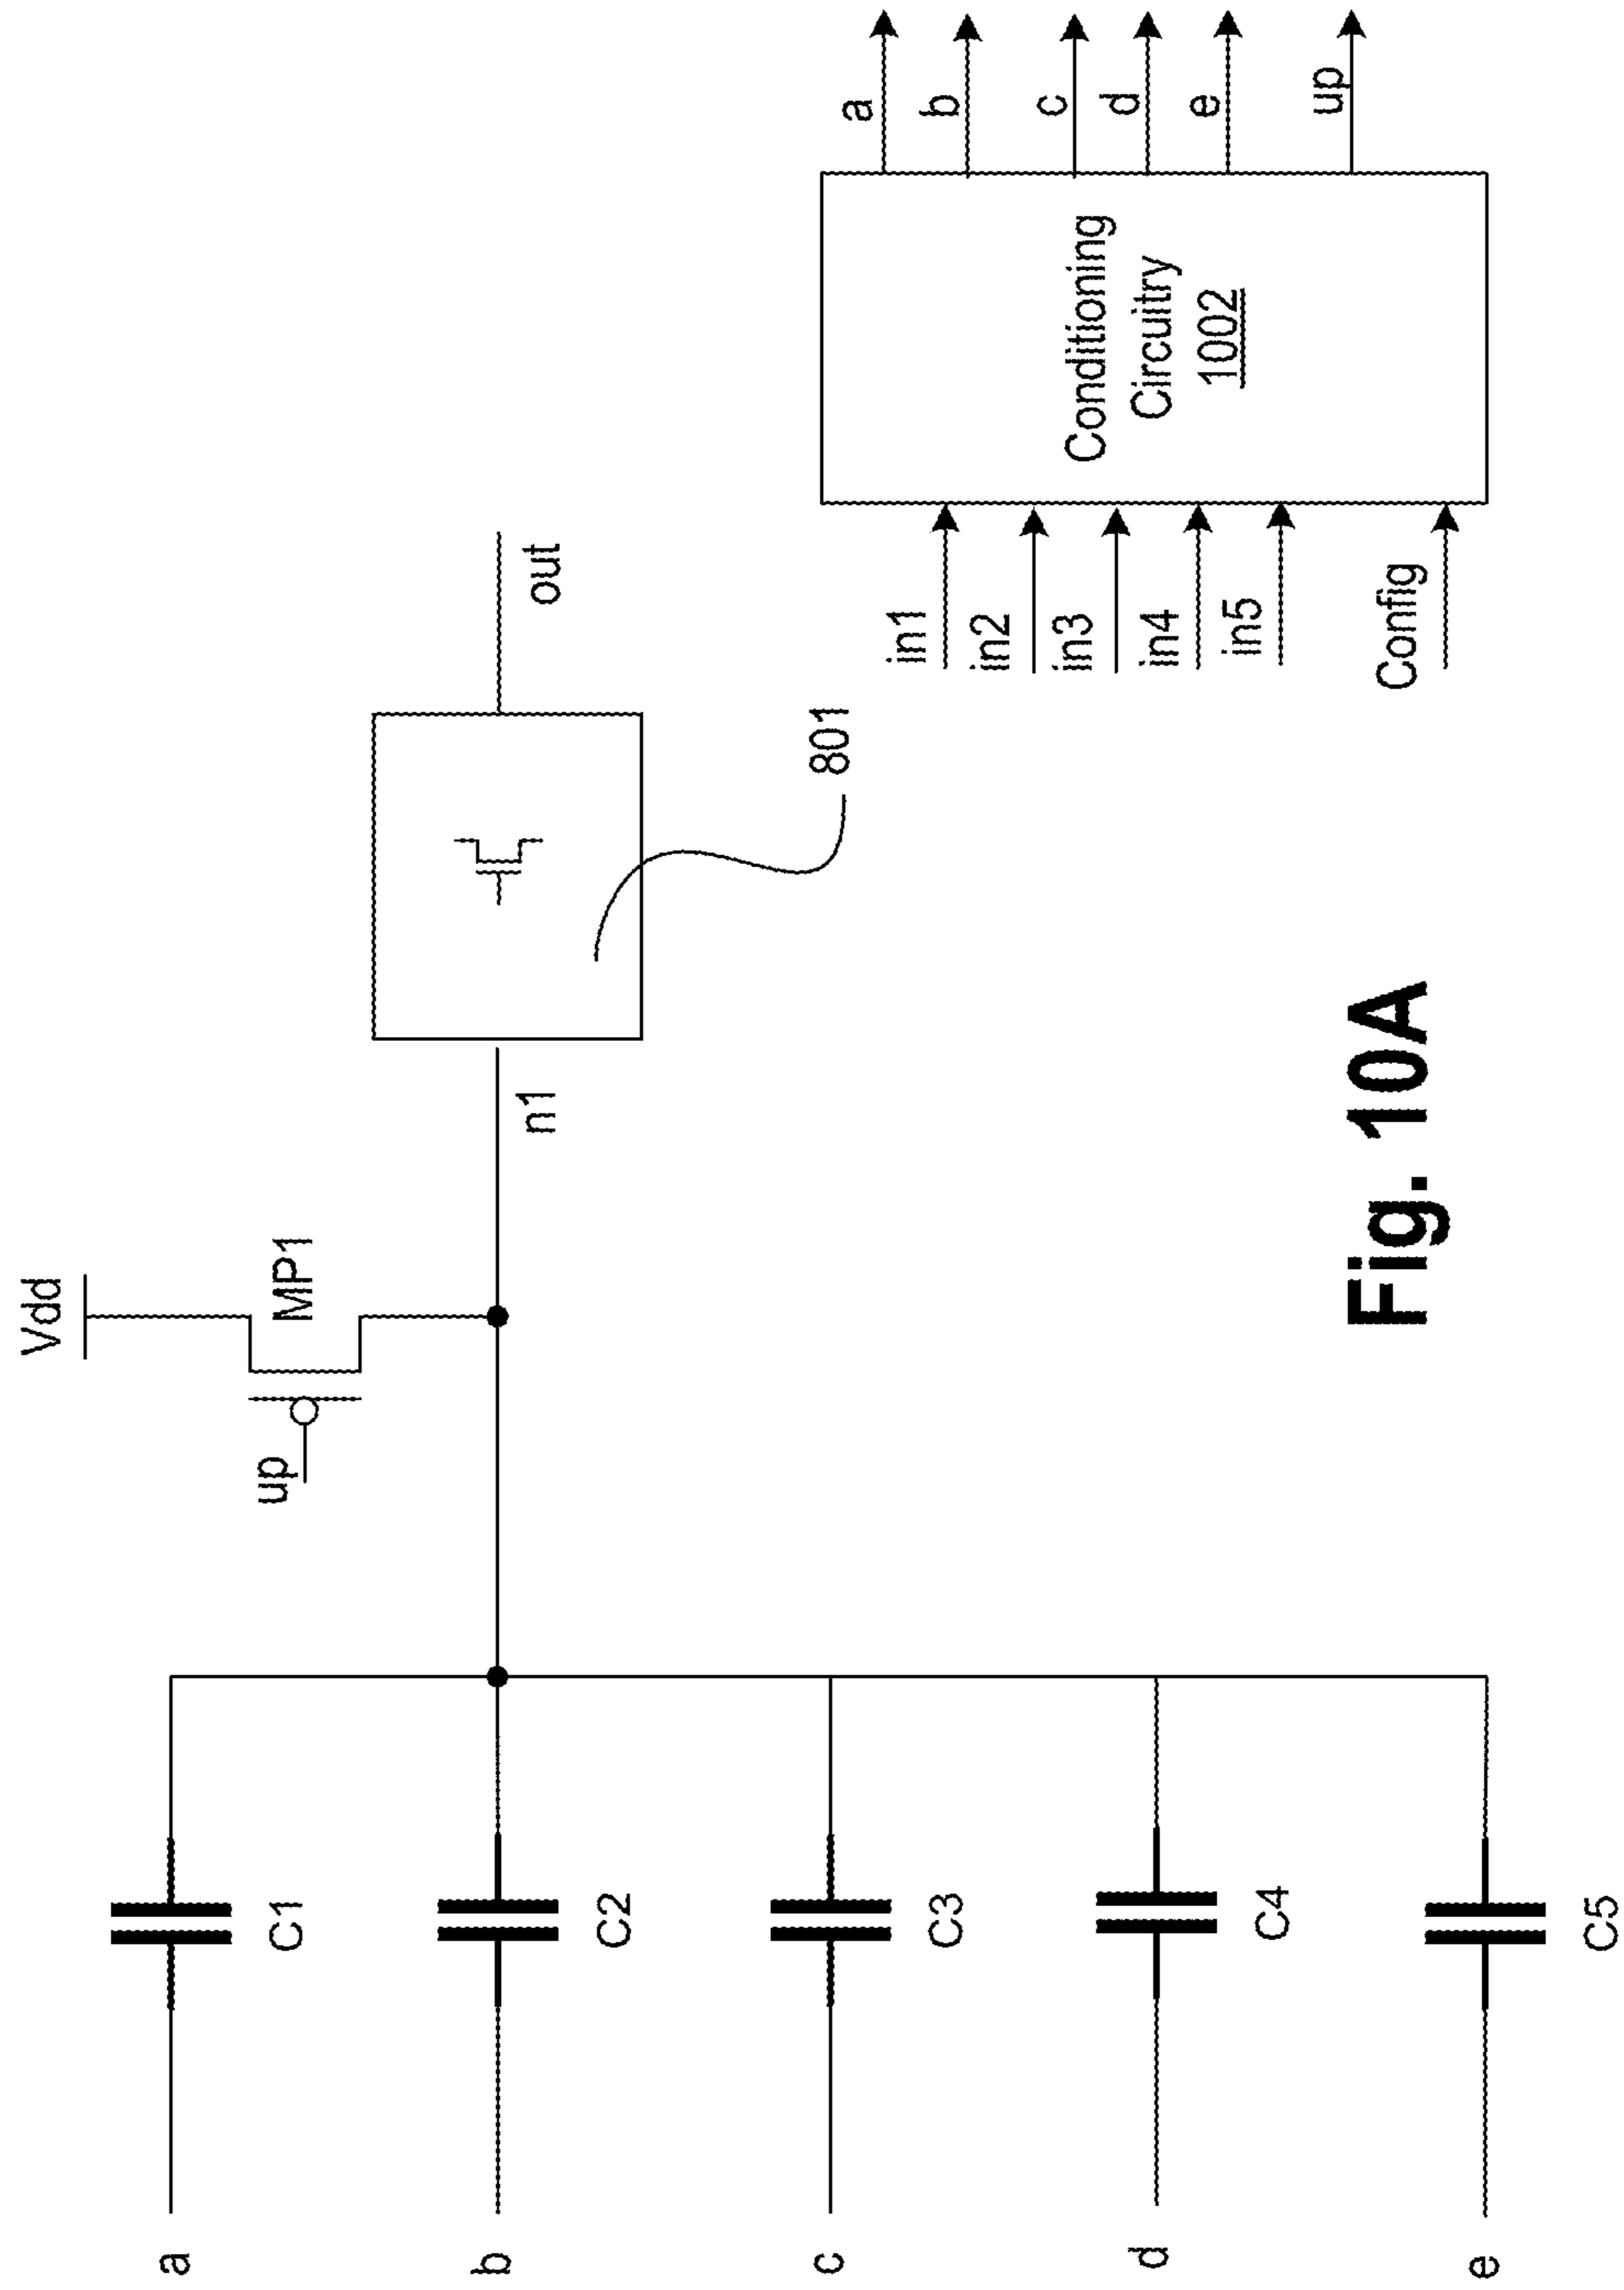 Vdd
up
MP1
a
C1
b
C2
c
C3
d
C4
e
C5
n1
out
801
in1
in2
in3
in4
in5
Config
Conditioning
Circuitry
1002
a
b
c
d
e
up
Fig. 10A